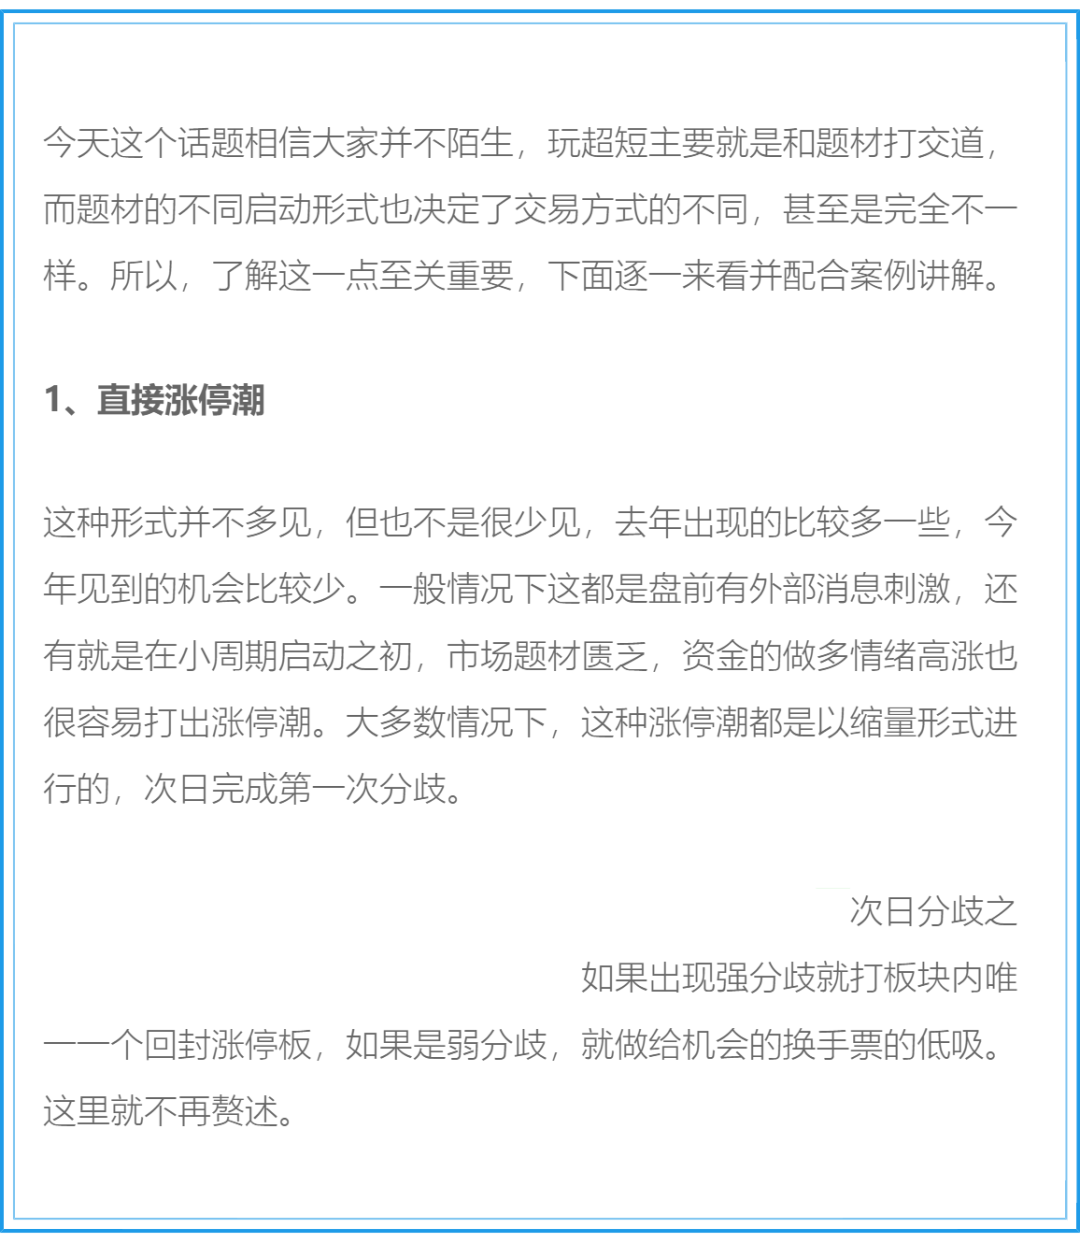 今天这个话题相信大家并不陌生，玩超短主要就是和题材打交道，
而题材的不同启动形式也决定了交易方式的不同，甚至是完全不一
样。所以，了解这一点至关重要，下面逐一来看并配合案例讲解。
1、直接涨停潮
这种形式并不多见，但也不是很少见，去年出现的比较多一些，今
年见到的机会比较少。一般情况下这都是盘前有外部消息刺激，还
有就是在小周期启动之初，市场题材匮乏，资金的做多情绪高涨也
很容易打出涨停潮。大多数情况下，这种涨停潮都是以缩量形式进
行的，次日完成第一次分歧。
次日分歧之
如果出现强分歧就打板块内唯
一一个回封涨停板，如果是弱分歧，就做给机会的换手票的低吸。
这里就不再赘述。